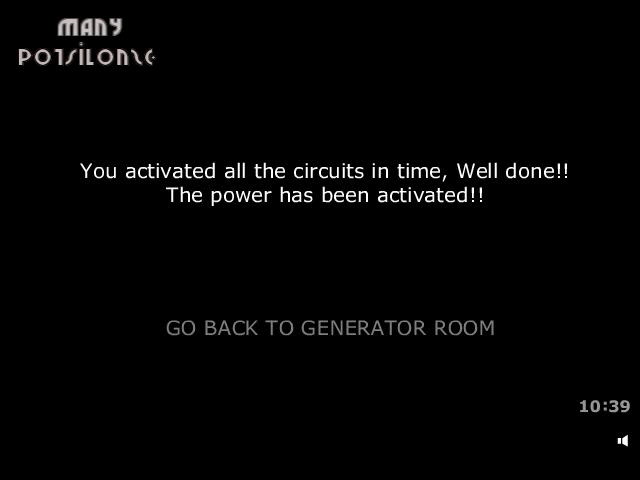 MANY
POTSILONZE
You activated all the circuits in time, Well done!!
The power has been activated!!
GO BACK TO GENERATOR ROOM
10:39